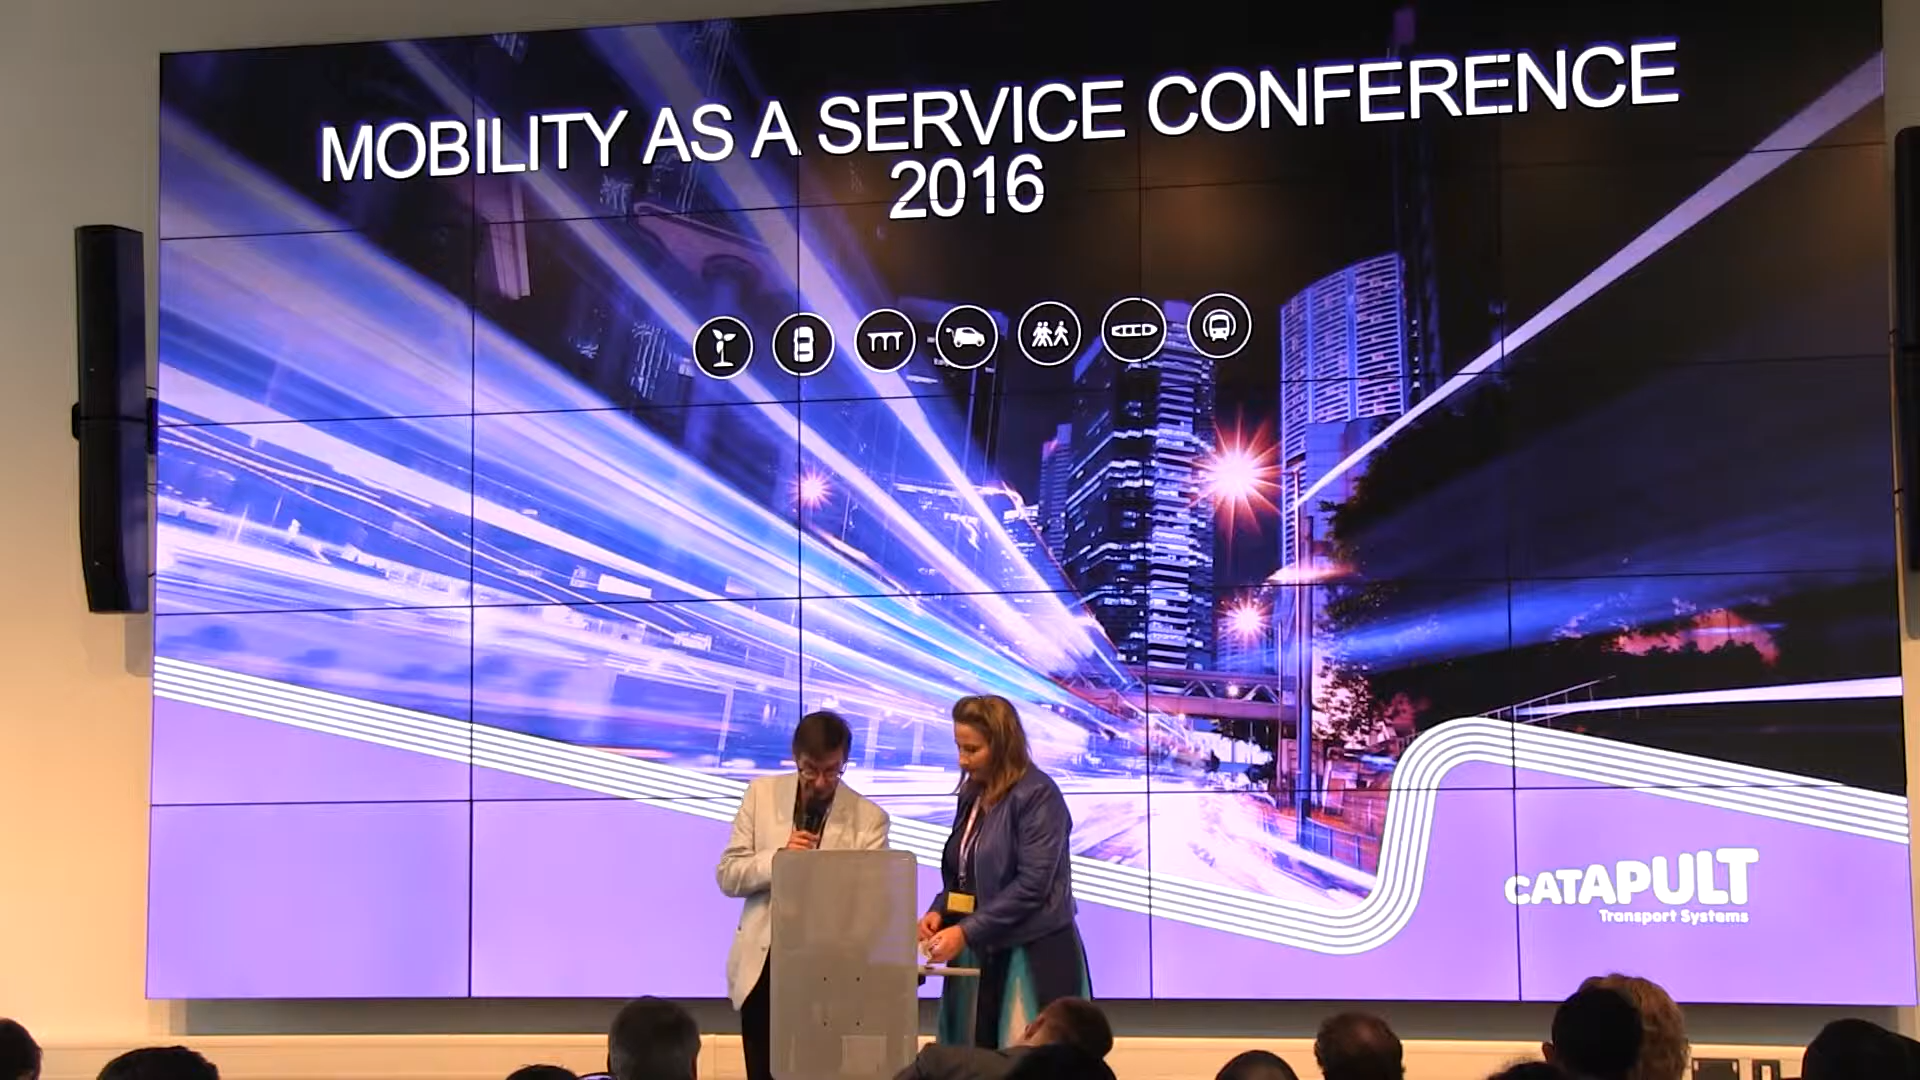 MOBILITY AS A SERVICE CONFERENCE
2016
CATAPULT
Transport Systems